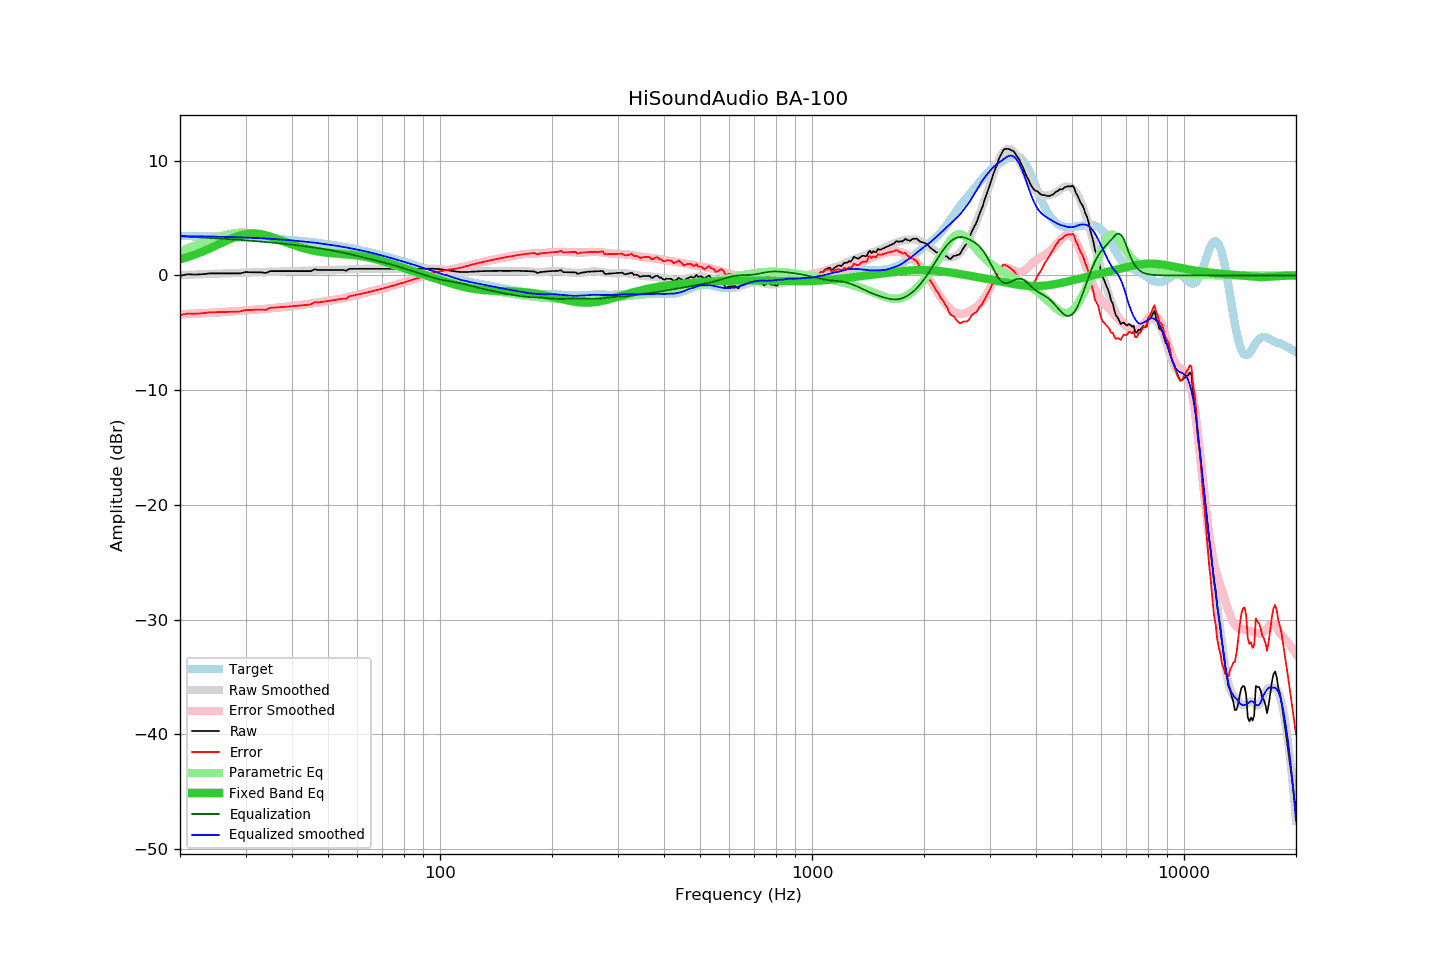 HiSoundAudio BA-100
10
0
−10
−20
−30
−40
−50
Amplitude (dBr)
Target
Raw Smoothed
Error Smoothed
Raw
Error
Parametric Eq
Fixed Band Eq
Equalization
Equalized smoothed
100
1000
10000
Frequency (Hz)